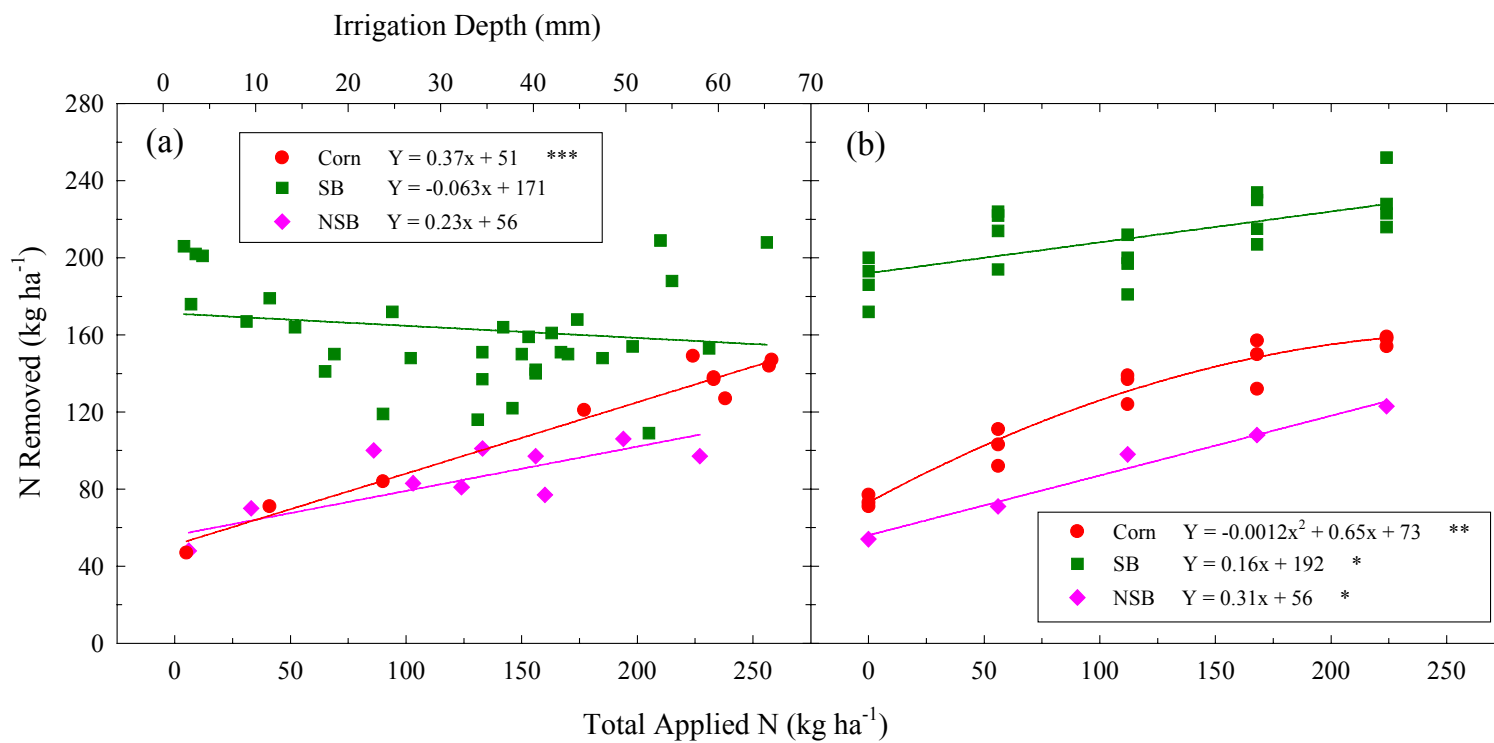 Irrigation Depth (mm)
0 10 20 30 40 50 60 70
280
240
200
160
120
80
40
0
N Removed (kg ha⁻¹)
(a)
Corn Y = 0.37x + 51 ***
SB Y = -0.063x + 171
NSB Y = 0.23x + 56
(b)
Corn Y = -0.0012x² + 0.65x + 73 **
SB Y = 0.16x + 192 *
NSB Y = 0.31x + 56 *
0 50 100 150 200 250 0 50 100 150 200 250
Total Applied N (kg ha⁻¹)